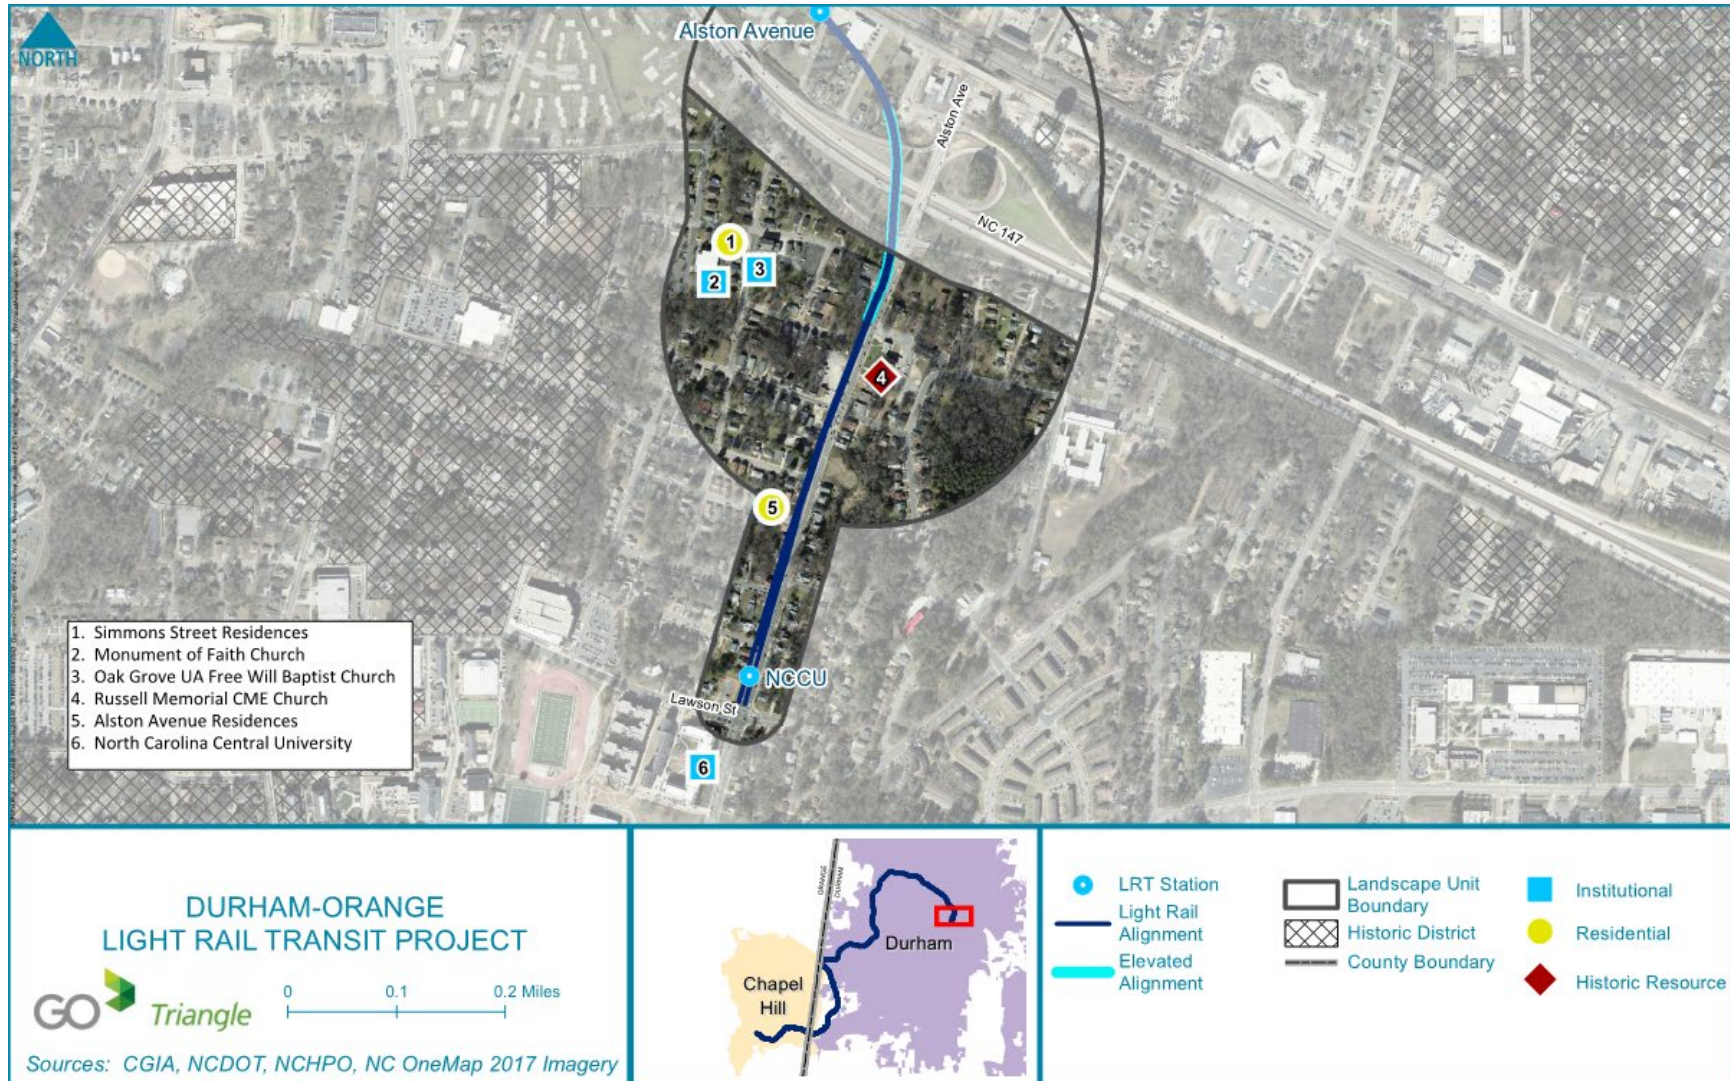 NORTH
Alston Avenue
Alston Ave
NC 147
1
2
3
4
5
NCCU
Lawson St
6
1. Simmons Street Residences
2. Monument of Faith Church
3. Oak Grove UA Free Will Baptist Church
4. Russell Memorial CME Church
5. Alston Avenue Residences
6. North Carolina Central University
DURHAM-ORANGE
LIGHT RAIL TRANSIT PROJECT
GO Triangle
0 0.1 0.2 Miles
Sources: CGIA, NCDOT, NCHPO, NC OneMap 2017 Imagery
ORANGE
DURHAM
Durham
Chapel
Hill
LRT Station
Light Rail
Alignment
Elevated
Alignment
Landscape Unit
Boundary
Historic District
County Boundary
Institutional
Residential
Historic Resource